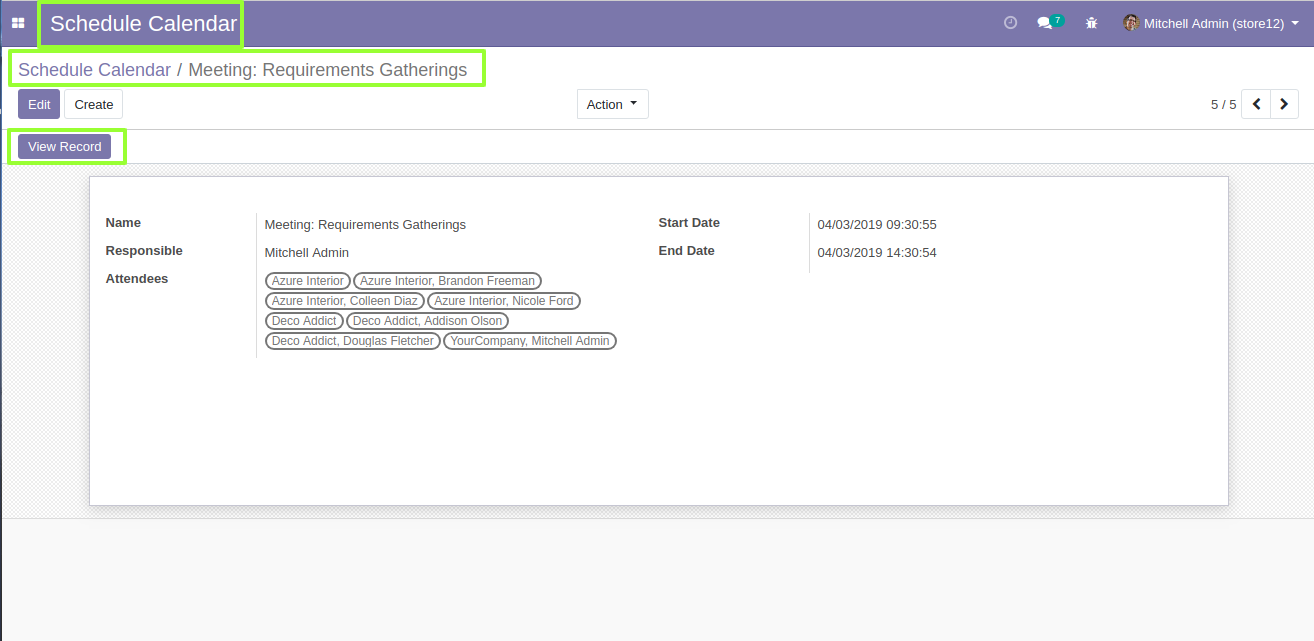 Schedule Calendar
7
Mitchell Admin (store12)
Schedule Calendar / Meeting: Requirements Gatherings
Edit
Create
Action
5 / 5
View Record
Name
Meeting: Requirements Gatherings
Start Date
04/03/2019 09:30:55
Responsible
Mitchell Admin
End Date
04/03/2019 14:30:54
Attendees
Azure Interior
Azure Interior, Brandon Freeman
Azure Interior, Colleen Diaz
Azure Interior, Nicole Ford
Deco Addict
Deco Addict, Addison Olson
Deco Addict, Douglas Fletcher
YourCompany, Mitchell Admin